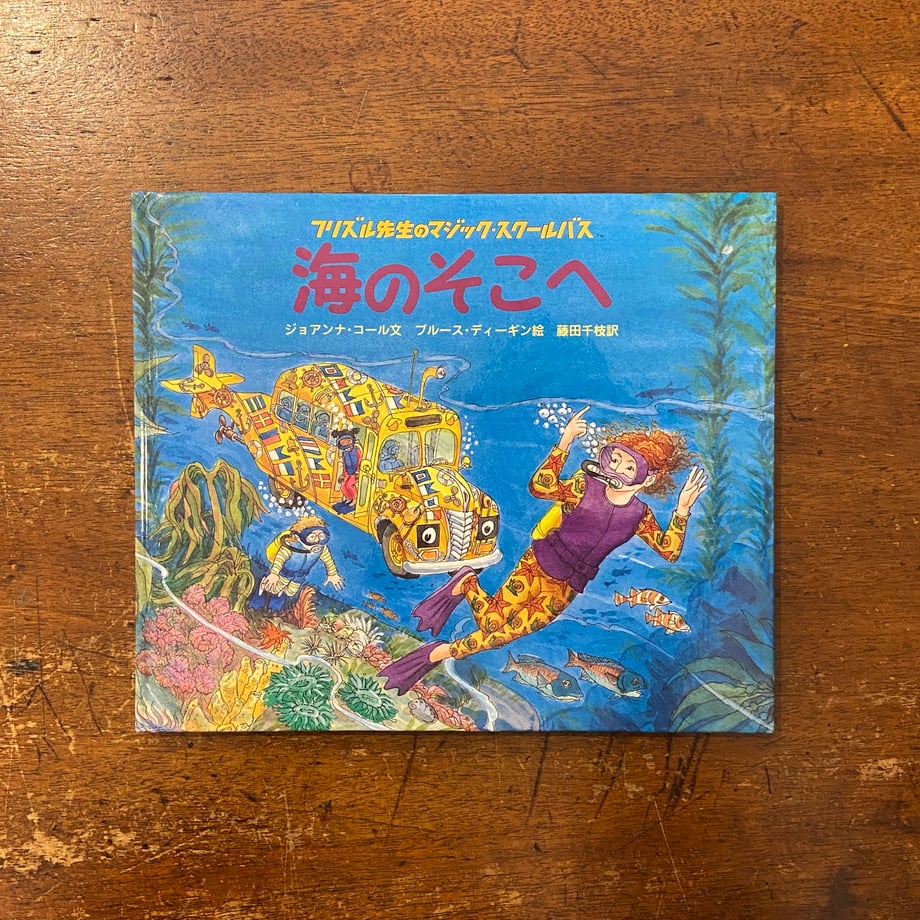 フリズル先生のマジック・スクールバス
海のそこへ
ジョアンナ・コール文　ブルース・ディーギン絵　藤田千枝訳